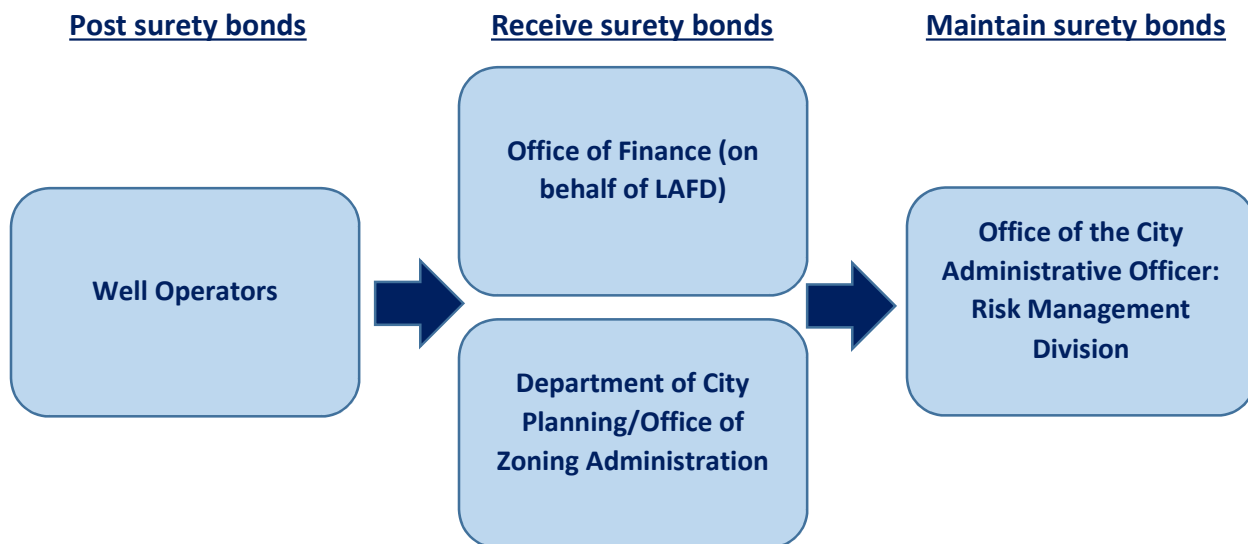 Post surety bonds
Receive surety bonds
Maintain surety bonds
Well Operators
Office of Finance (on
behalf of LAFD)
Department of City
Planning/Office of
Zoning Administration
Office of the City
Administrative Officer:
Risk Management
Division